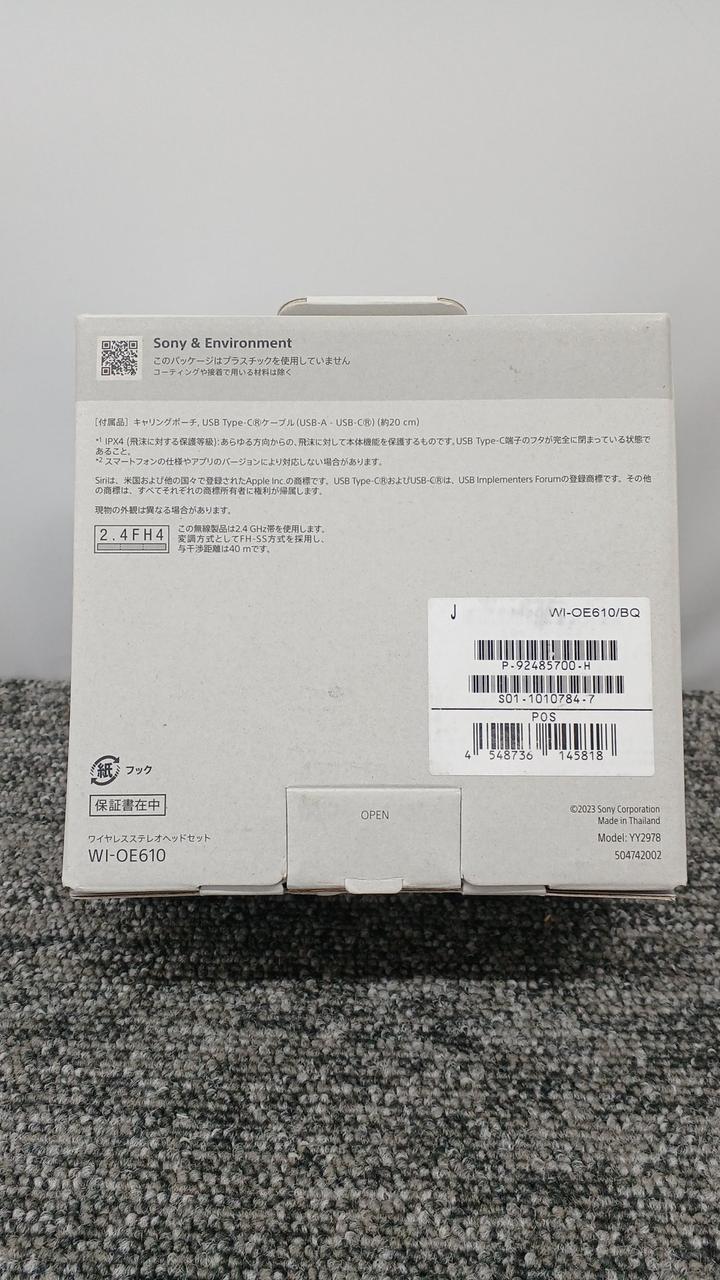 Sony & Environment
このパッケージはプラスチックを使用していません
コーティングや接着で用いる材料は除く
［付属品］キャリングポーチ, USB Type-C®ケーブル (USB-A - USB-C®) (約20 cm)
*1 IPX4 (飛沫に対する保護等級):あらゆる方向からの、飛沫に対して本体機能を保護するものです。USB Type-C端子のフタが完全に閉まっている状態で
あること。
*2 スマートフォンの仕様やアプリのバージョンにより対応しない場合があります。
Siriは、米国および他の国々で登録されたApple Inc.の商標です。USB Type-C®およびUSB-C®は、USB Implementers Forumの登録商標です。その他
の商標は、すべてそれぞれの商標所有者に権利が帰属します。
現物の外観は異なる場合があります。
2.4FH4
この無線製品は2.4 GHz帯を使用します。
変調方式としてFH-SS方式を採用し、
与干渉距離は40 mです。
J WI-OE610/BQ
P-92485700-H
S01-1010784-7
POS
4 548736 145818
紙 フック
保証書在中
ワイヤレスステレオヘッドセット
WI-OE610
OPEN
©2023 Sony Corporation
Made in Thailand
Model: YY2978
504742002